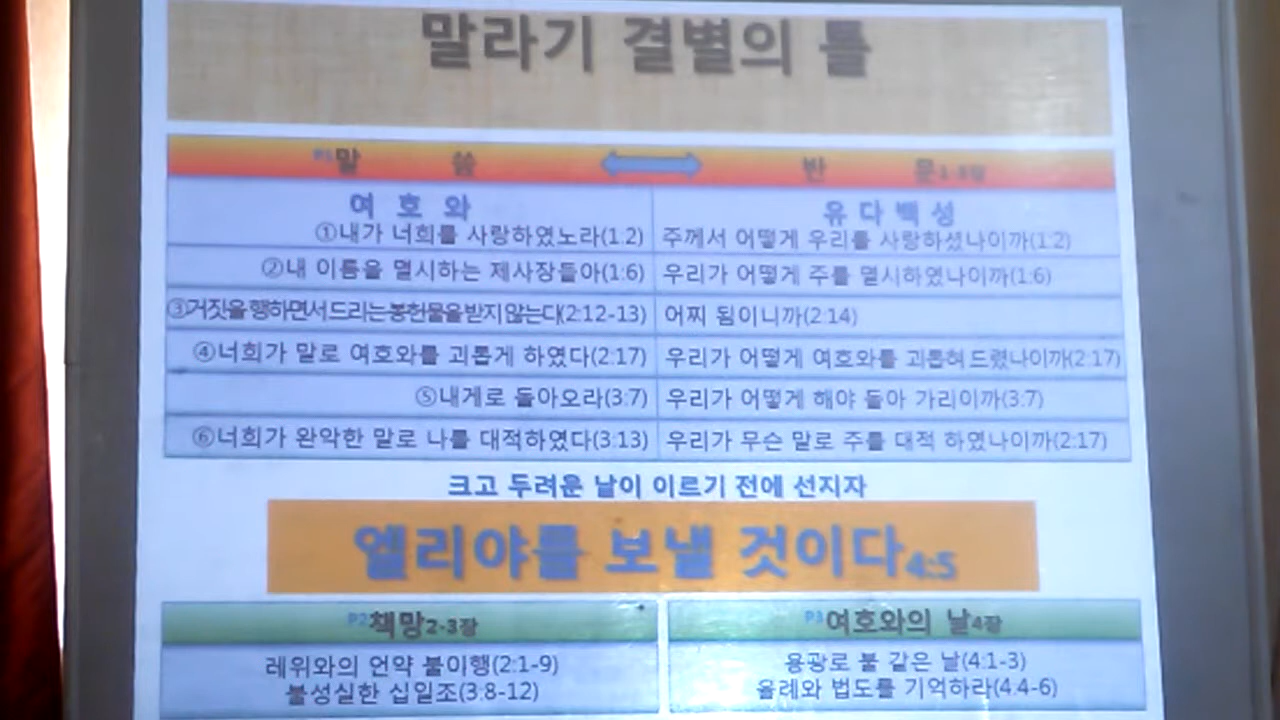 말라기 결별의 틀
P1말 씀 반 문1-3장
여 호 와 유 다 백 성
①내가 너희를 사랑하였노라(1:2) 주께서 어떻게 우리를 사랑하셨나이까(1:2)
②내 이름을 멸시하는 제사장들아(1:6) 우리가 어떻게 주를 멸시하였나이까(1:6)
③거짓을 행하면서 드리는 봉헌물을 받지 않는다(2:12-13) 어찌 됨이니까(2:14)
④너희가 말로 여호와를 괴롭게 하였다(2:17) 우리가 어떻게 여호와를 괴롭혀 드렸나이까(2:17)
⑤내게로 돌아오라(3:7) 우리가 어떻게 해야 돌아 가리이까(3:7)
⑥너희가 완악한 말로 나를 대적하였다(3:13) 우리가 무슨 말로 주를 대적 하였나이까(2:17)
크고 두려운 날이 이르기 전에 선지자
엘리야를 보낼 것이다4:5
P2책망2-3장
레위와의 언약 불이행(2:1-9)
불성실한 십일조(3:8-12)
P3여호와의 날4장
용광로 불 같은 날(4:1-3)
율례와 법도를 기억하라(4:4-6)